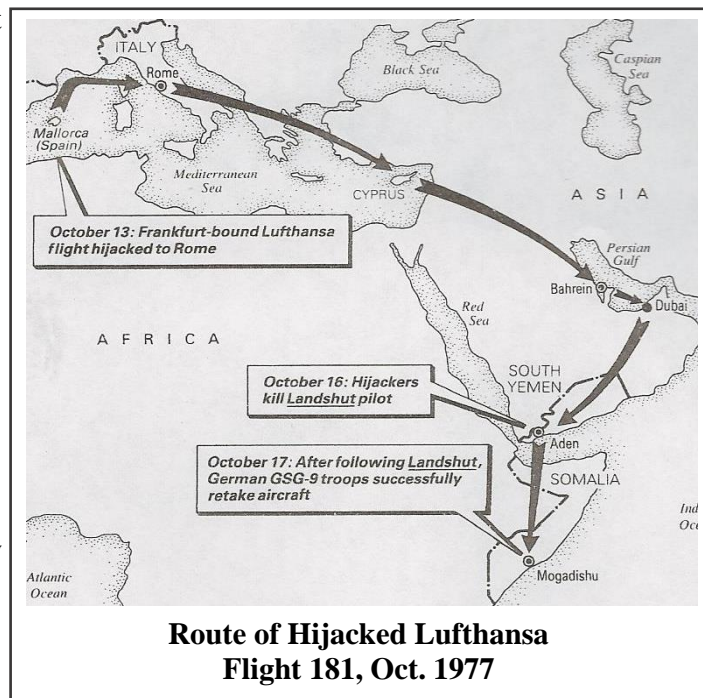 ITALY
Rome
Black Sea
Caspian
Sea
Mallorca
(Spain)
Mediterranean
Sea
CYPRUS
ASIA
October 13: Frankfurt-bound Lufthansa
flight hijacked to Rome
Persian
Gulf
Bahrein
Dubai
Red
Sea
AFRICA
SOUTH
YEMEN
October 16: Hijackers
kill Landshut pilot
Aden
October 17: After following Landshut,
German GSG-9 troops successfully
retake aircraft
SOMALIA
Mogadishu
Atlantic
Ocean
Route of Hijacked Lufthansa
Flight 181, Oct. 1977